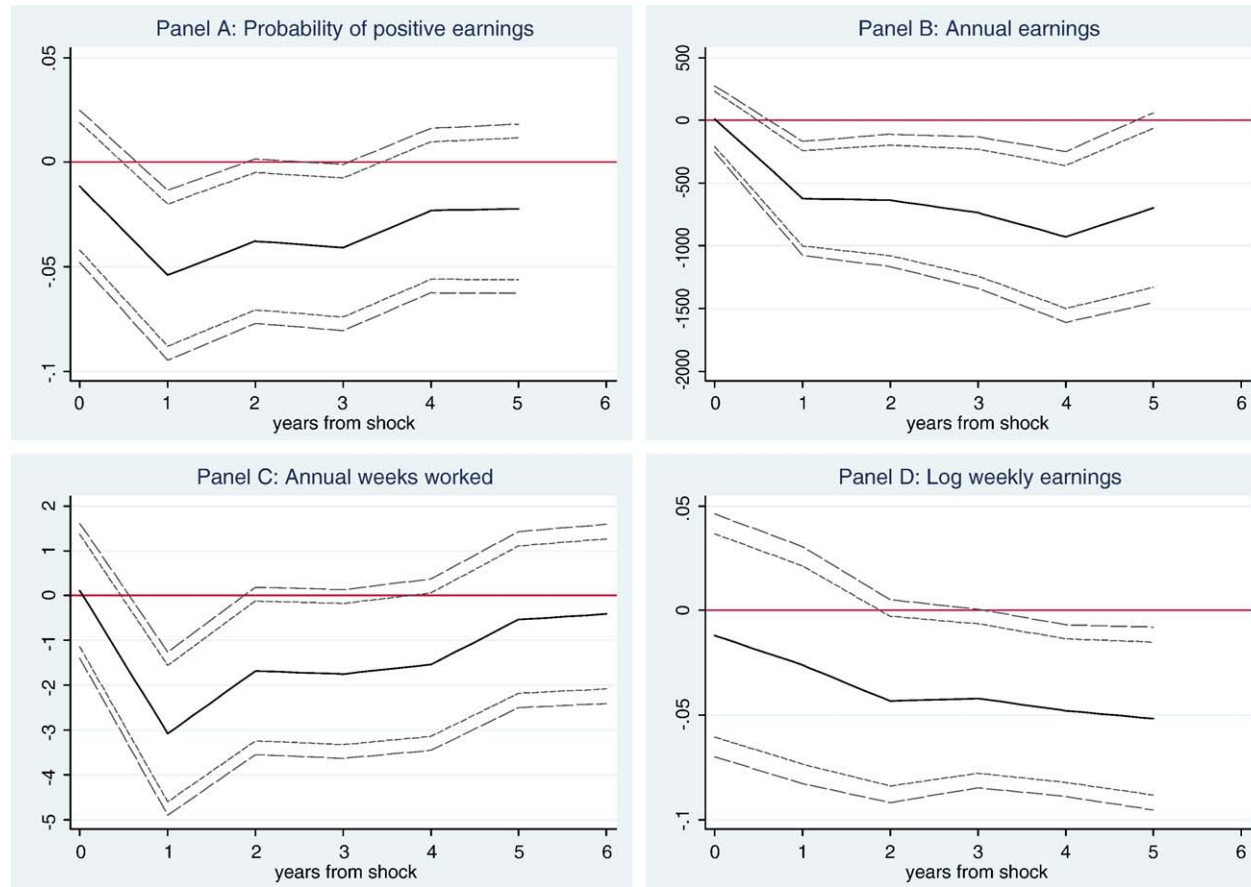 Panel A: Probability of positive earnings
.05
0
-.05
-.1
0 1 2 3 4 5 6
years from shock
Panel B: Annual earnings
500
0
-500
-1000
-1500
-2000
0 1 2 3 4 5 6
years from shock
Panel C: Annual weeks worked
2
1
0
-1
-2
-3
-4
-5
0 1 2 3 4 5 6
years from shock
Panel D: Log weekly earnings
.05
0
-.05
-.1
0 1 2 3 4 5 6
years from shock